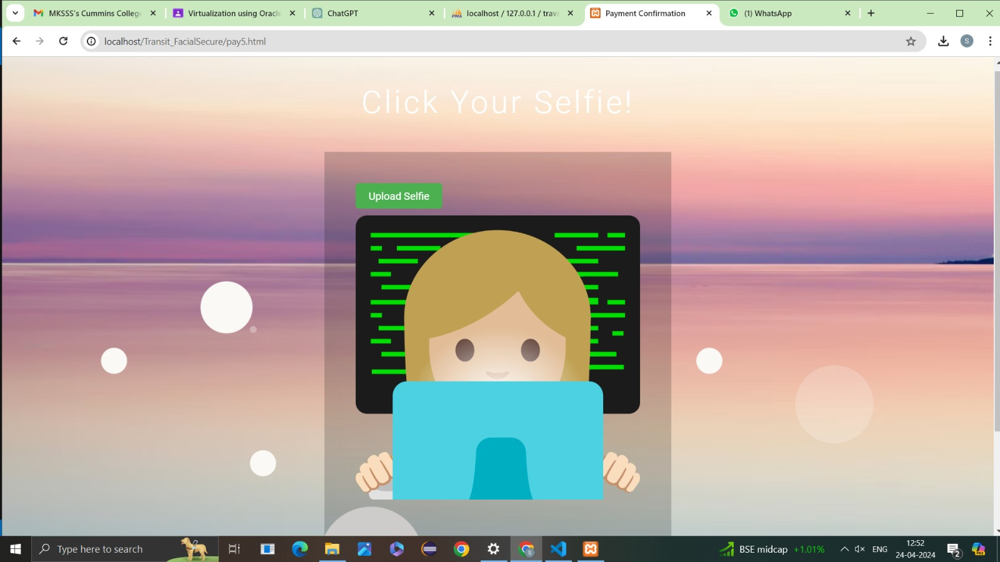 MKSSS's Cummins College
Virtualization using Oracle
ChatGPT
localhost / 127.0.0.1 / trave
Payment Confirmation
(1) WhatsApp
localhost/Transit_FacialSecure/pay5.html
S
Click Your Selfie!
Upload Selfie
Type here to search
BSE midcap +1.01%
ENG
12:52
24-04-2024
2